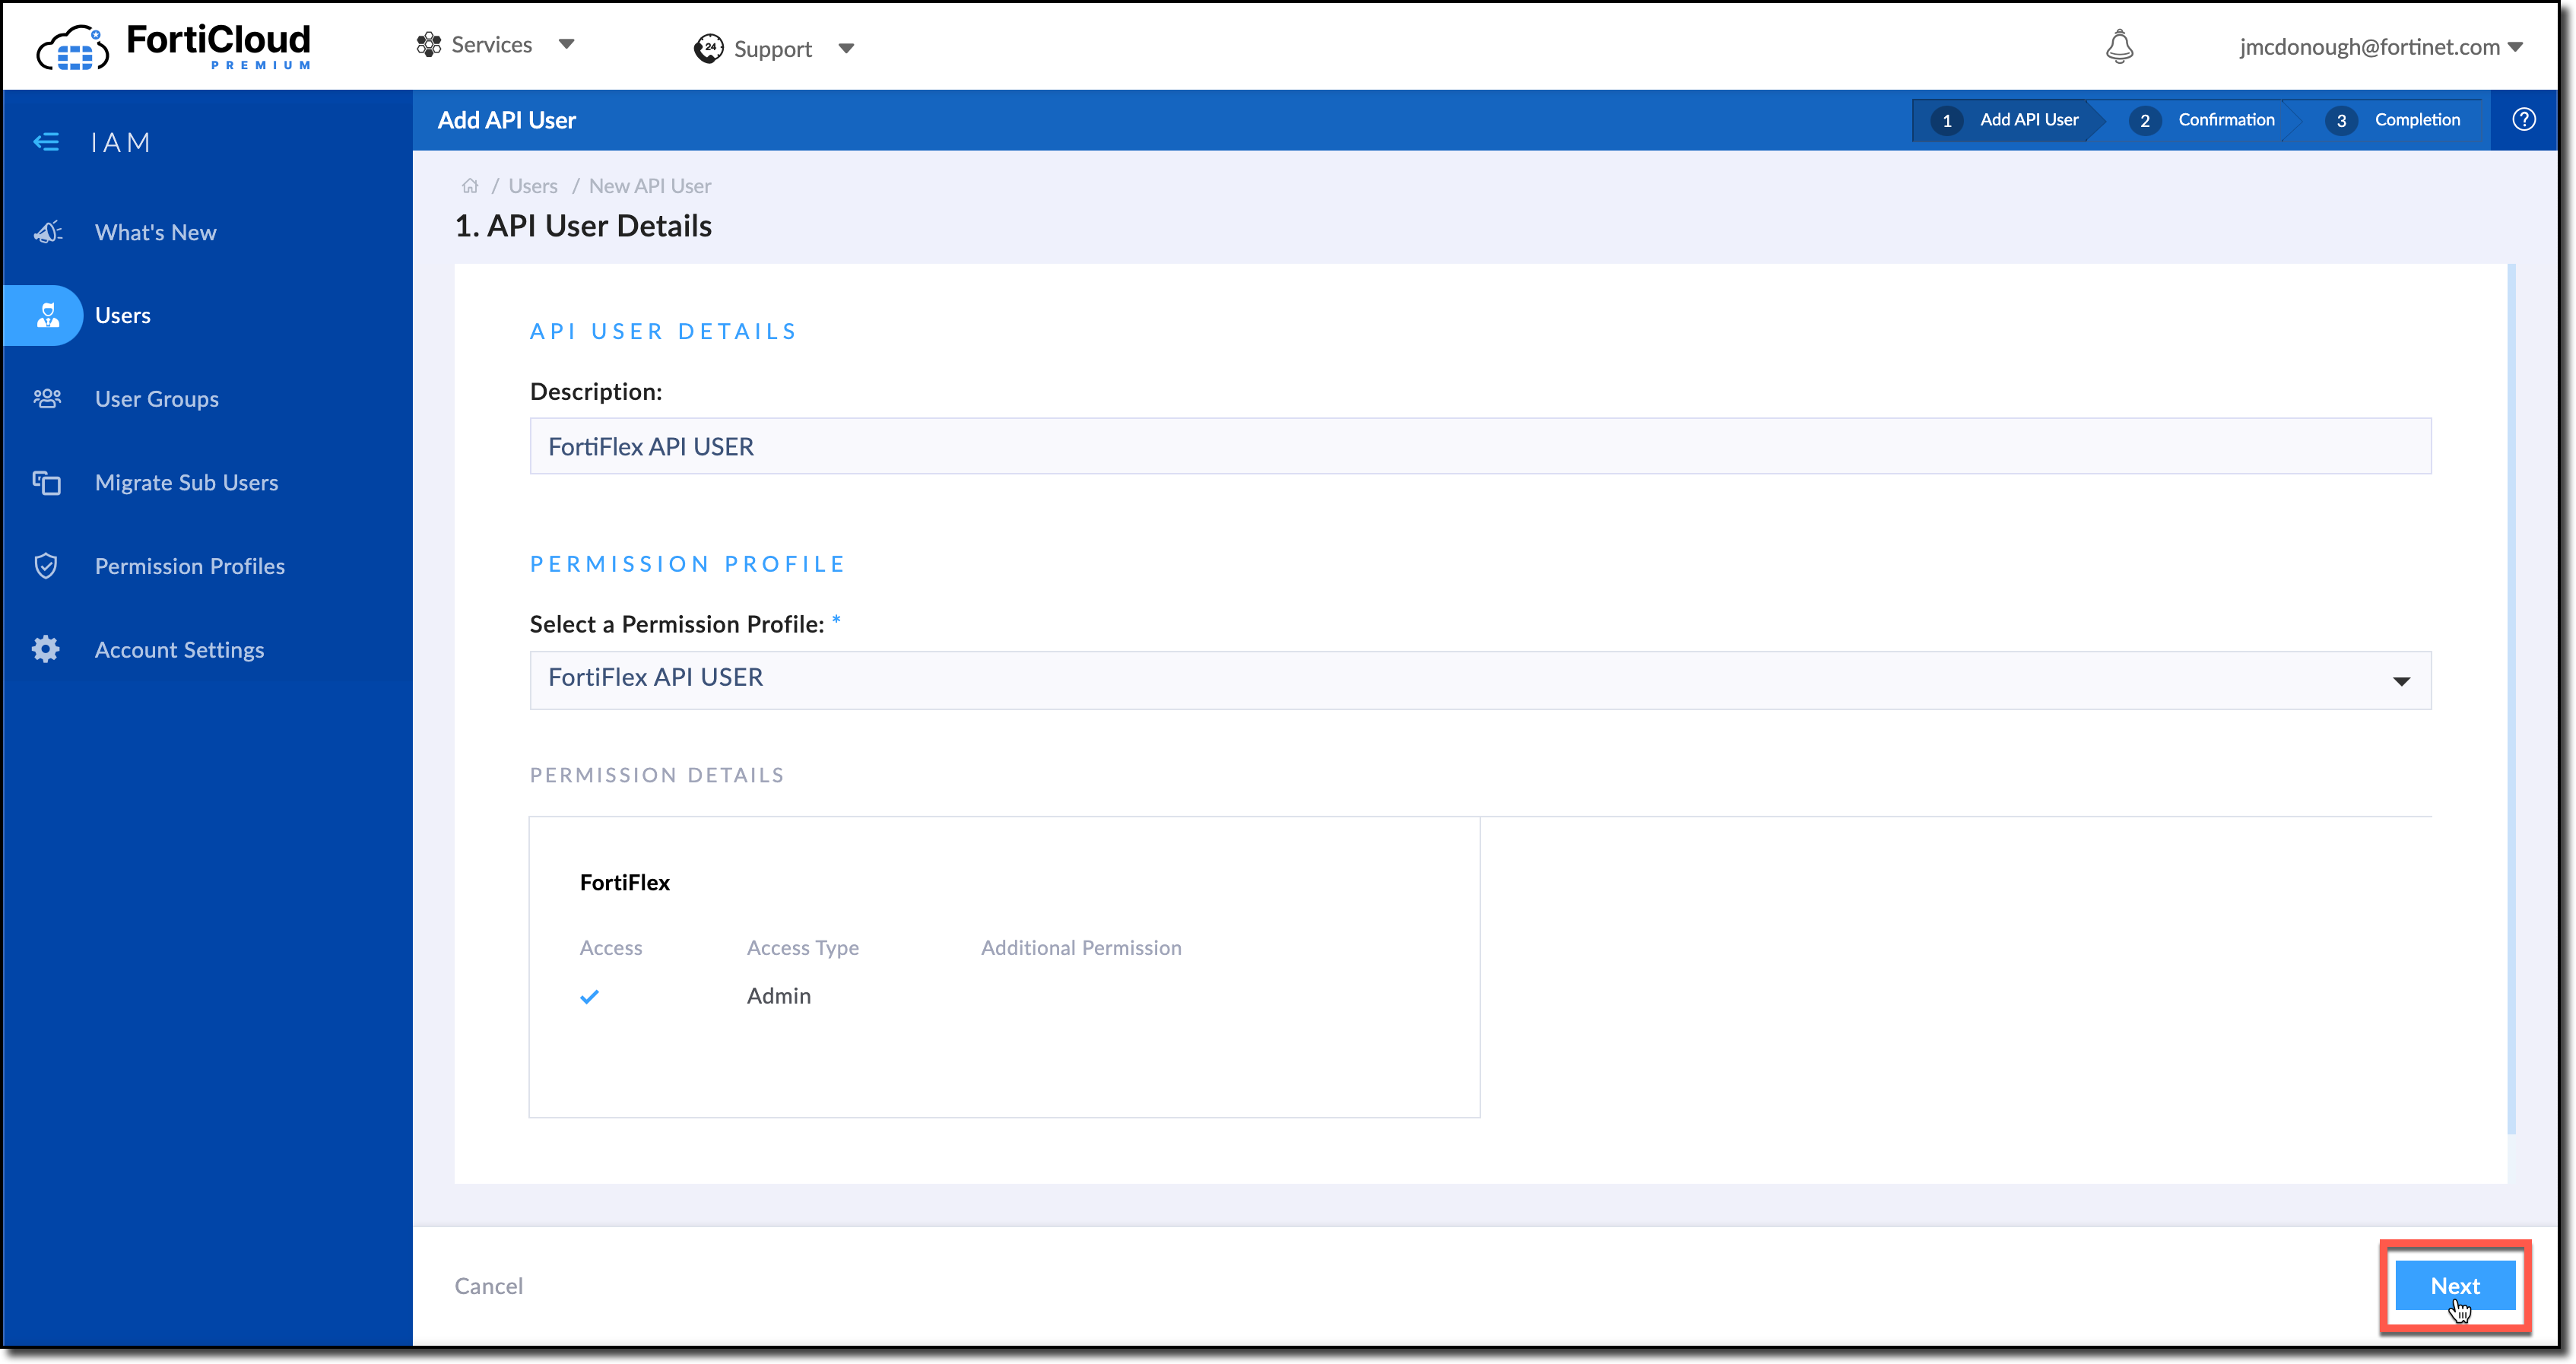 FortiCloud
PREMIUM
Services
24
Support
jmcdonough@fortinet.com
IAM
What's New
Users
User Groups
Migrate Sub Users
Permission Profiles
Account Settings
Add API User
1 Add API User
2 Confirmation
3 Completion
?
/ Users / New API User
1. API User Details
API USER DETAILS
Description:
FortiFlex API USER
PERMISSION PROFILE
Select a Permission Profile: *
FortiFlex API USER
PERMISSION DETAILS
FortiFlex
Access Access Type Additional Permission
Admin
Cancel
Next